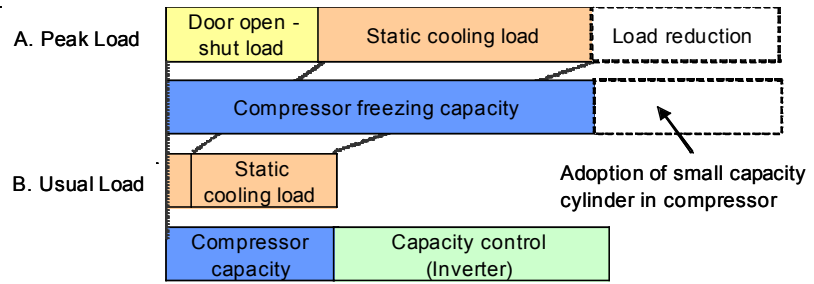 Door open -
shut load
A. Peak Load
Static cooling load
Load reduction
Compressor freezing capacity
Static
cooling load
B. Usual Load
Adoption of small capacity
cylinder in compressor
Compressor
capacity
Capacity control
(Inverter)